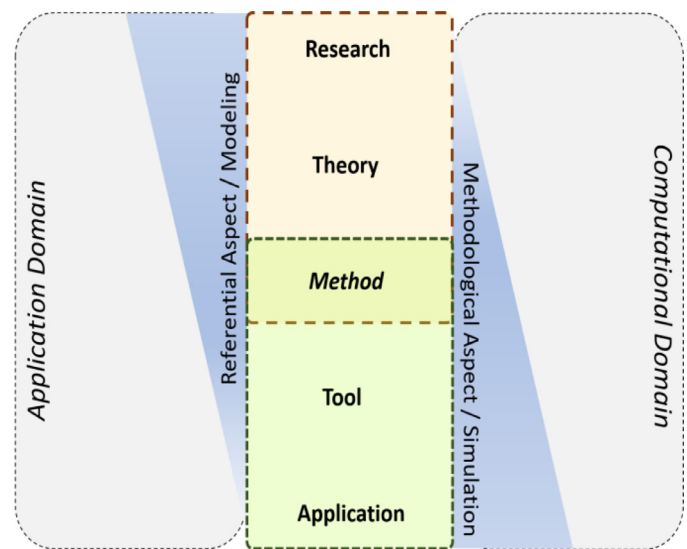 Application Domain
Referential Aspect / Modeling
Research
Theory
Method
Tool
Application
Methodological Aspect / Simulation
Computational Domain